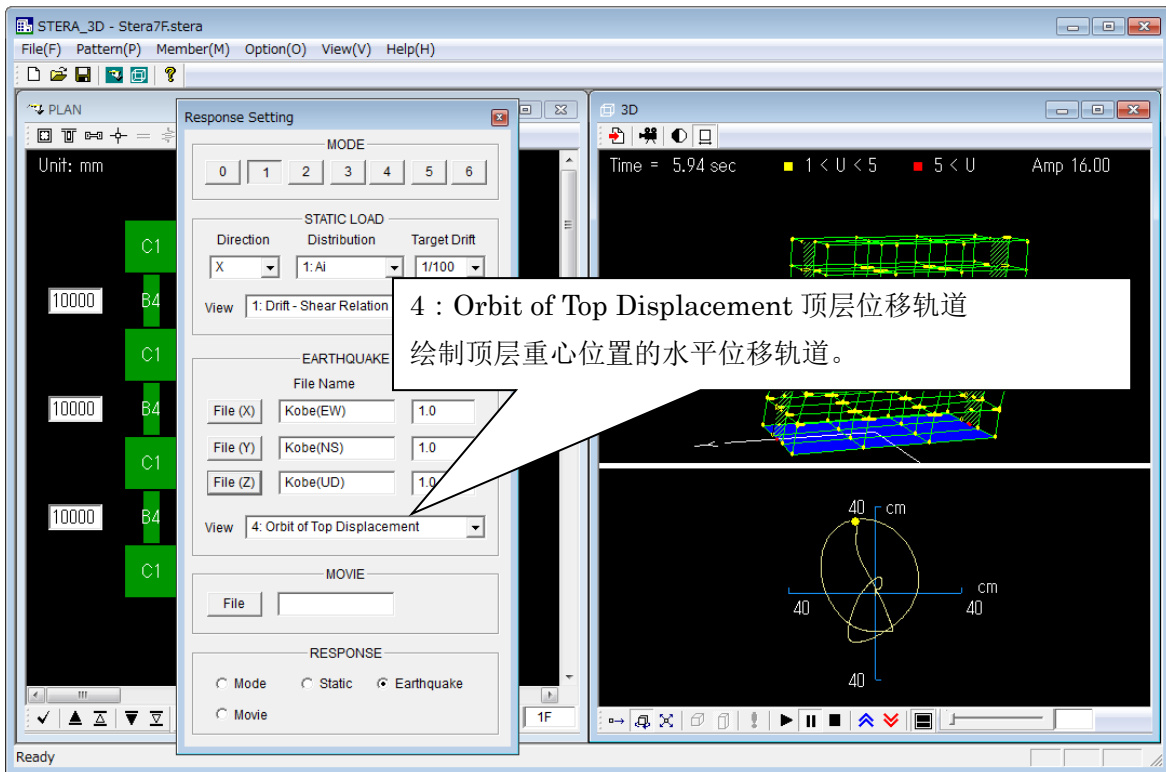 STERA_3D - Stera7F.stera
File(F) Pattern(P) Member(M) Option(O) View(V) Help(H)
PLAN
Unit: mm
C1
10000 B4
C1
10000 B4
C1
10000 B4
C1
1F
Response Setting
MODE
0 1 2 3 4 5 6
STATIC LOAD
Direction Distribution Target Drift
X 1: Ai 1/100
View 1: Drift - Shear Relation
EARTHQUAKE
File Name
File (X) Kobe(EW) 1.0
File (Y) Kobe(NS) 1.0
File (Z) Kobe(UD) 1.0
View 4: Orbit of Top Displacement
MOVIE
File
RESPONSE
Mode Static Earthquake
Movie
4：Orbit of Top Displacement 顶层位移轨道
绘制顶层重心位置的水平位移轨道。
3D
Time = 5.94 sec 1 < U < 5 5 < U Amp 16.00
40 cm
cm
40 40
40
Ready